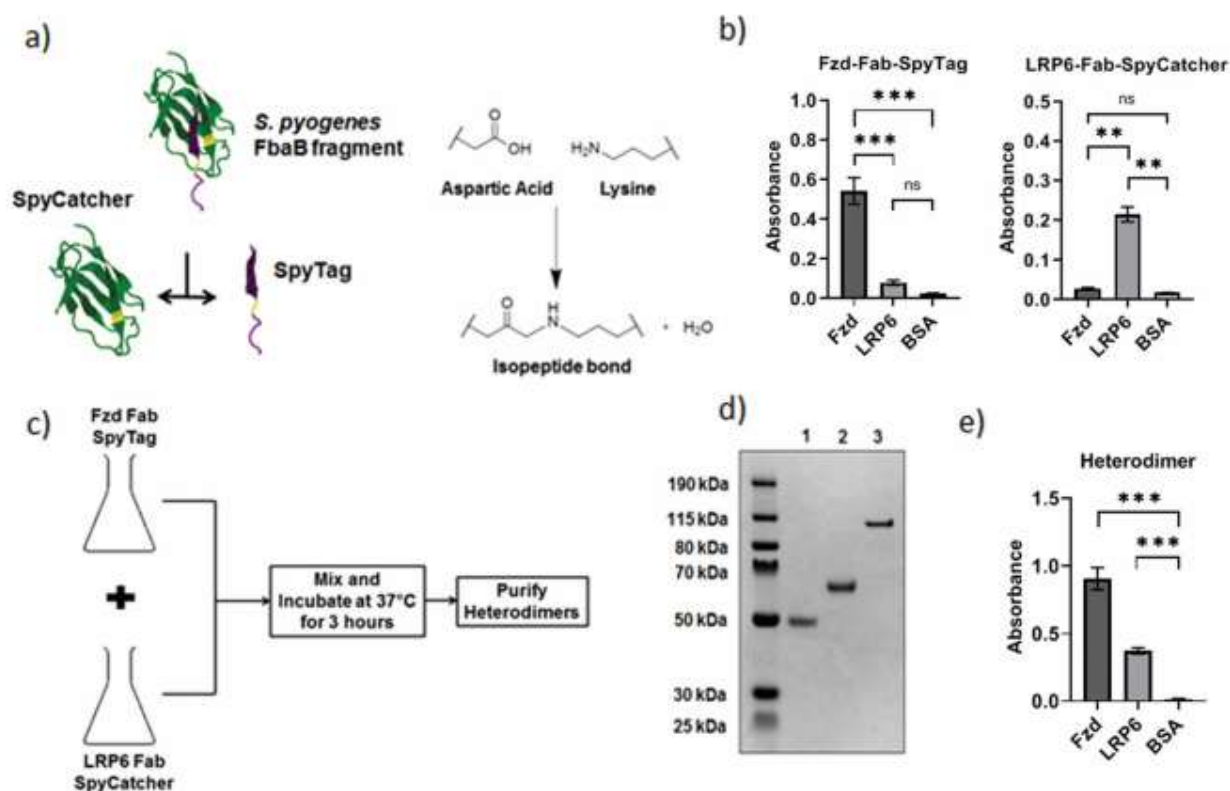 a)
S. pyogenes
FbaB fragment
SpyCatcher
SpyTag
OH
O
H₂N
Aspartic Acid
Lysine
O
H
N
+ H₂O
Isopeptide bond
b)
Fzd-Fab-SpyTag
Absorbance
1.0
0.8
0.6
0.4
0.2
0.0
***
***
ns
Fzd
LRP6
BSA
LRP6-Fab-SpyCatcher
Absorbance
0.5
0.4
0.3
0.2
0.1
0.0
ns
**
**
Fzd
LRP6
BSA
c)
Fzd Fab
SpyTag
+
LRP6 Fab
SpyCatcher
Mix and
Incubate at 37°C
for 3 hours
Purify
Heterodimers
d)
1 2 3
190 kDa
115 kDa
80 kDa
70 kDa
50 kDa
30 kDa
25 kDa
e)
Heterodimer
Absorbance
1.5
1.0
0.5
0.0
***
***
Fzd
LRP6
BSA